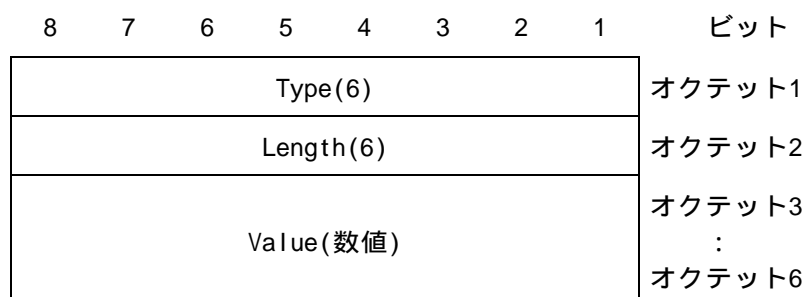 8 7 6 5 4 3 2 1 ビット
Type(6) オクテット1
Length(6) オクテット2
オクテット3
Value(数値) :
オクテット6